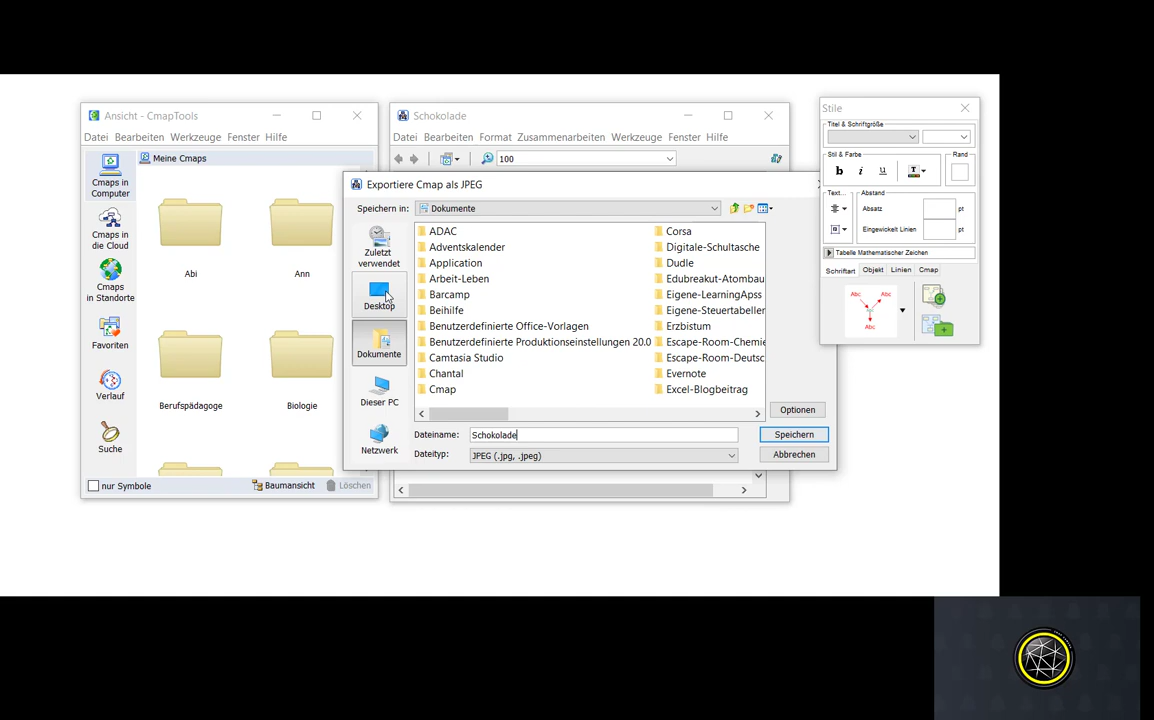 Ansicht - CmapTools
Datei Bearbeiten Werkzeuge Fenster Hilfe
Cmaps in Computer
Meine Cmaps
Cmaps in die Cloud
Cmaps in Standorte
Favoriten
Verlauf
Suche
Abi
Ann
Berufspädagoge
Biologie
nur Symbole
Baumansicht
Löschen
Schokolade
Datei Bearbeiten Format Zusammenarbeiten Werkzeuge Fenster Hilfe
100
Exportiere Cmap als JPEG
Speichern in:
Dokumente
Zuletzt verwendet
Desktop
Dokumente
Dieser PC
Netzwerk
ADAC
Adventskalender
Application
Arbeit-Leben
Barcamp
Beihilfe
Benutzerdefinierte Office-Vorlagen
Benutzerdefinierte Produktionseinstellungen 20.0
Camtasia Studio
Chantal
Cmap
Corsa
Digitale-Schultasche
Dudle
Edubreakut-Atombau
Eigene-LearningApss
Eigene-Steuertabeller
Erzbistum
Escape-Room-Chemie
Escape-Room-Deutsc
Evernote
Excel-Blogbeitrag
Optionen
Dateiname:
Schokolade
Speichern
Dateityp:
JPEG (.jpg, .jpeg)
Abbrechen
Stile
Titel & Schriftgröße
Stil & Farbe
Rand
b i u T
Text...
Abstand
Absatz
pt
Eingewickelt Linien
pt
Tabelle Mathematischer Zeichen
Schriftart Objekt Linien Cmap
Abc
Abc
Abc